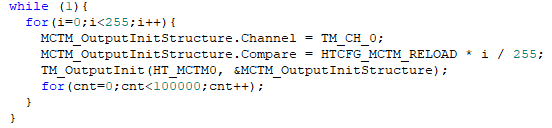 while (1){
  for(i=0;i<255;i++){
    MCTM_OutputInitStructure.Channel = TM_CH_0;
    MCTM_OutputInitStructure.Compare = HTCFG_MCTM_RELOAD * i / 255;
    TM_OutputInit(HT_MCTM0, &MCTM_OutputInitStructure);
    for(cnt=0;cnt<100000;cnt++);
  }
}